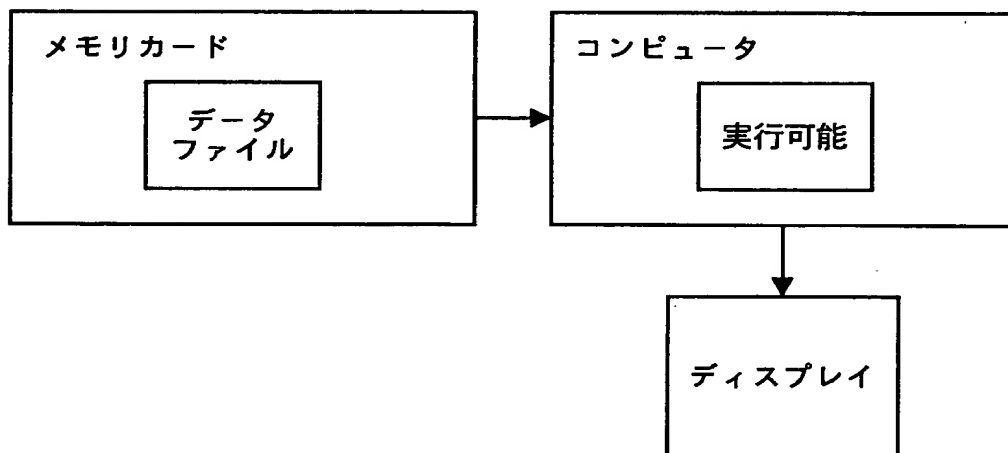 メモリカード
データ
ファイル
コンピュータ
実行可能
ディスプレイ